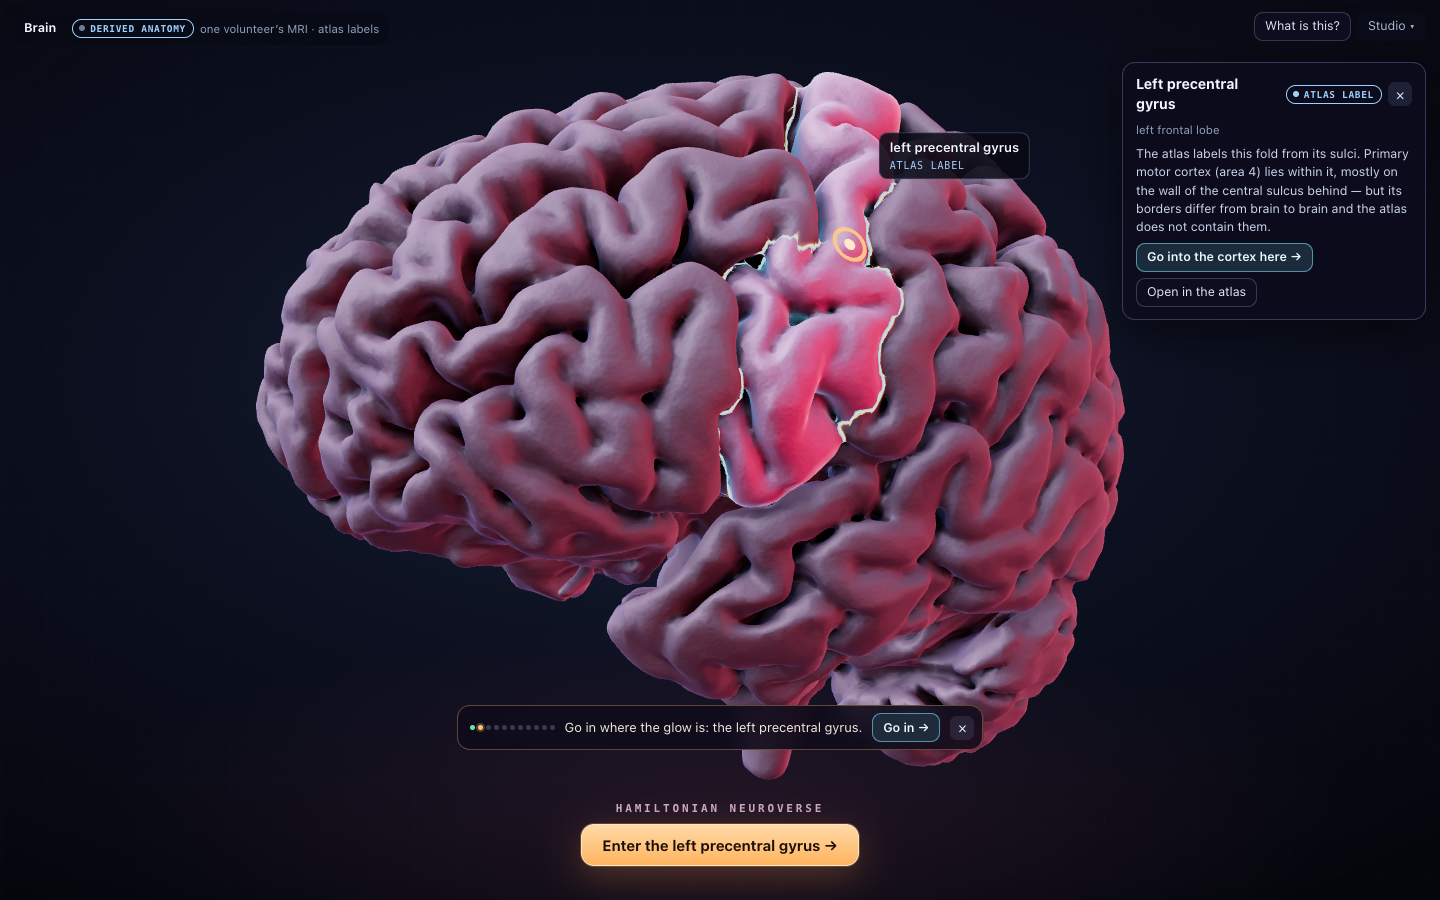 Brain
DERIVED ANATOMY
one volunteer's MRI · atlas labels
What is this?
Studio ▾
Left precentral
gyrus
ATLAS LABEL
×
left frontal lobe
The atlas labels this fold from its sulci. Primary
motor cortex (area 4) lies within it, mostly on
the wall of the central sulcus behind — but its
borders differ from brain to brain and the atlas
does not contain them.
Go into the cortex here →
Open in the atlas
left precentral gyrus
ATLAS LABEL
Go in where the glow is: the left precentral gyrus.
Go in →
×
HAMILTONIAN NEUROVERSE
Enter the left precentral gyrus →